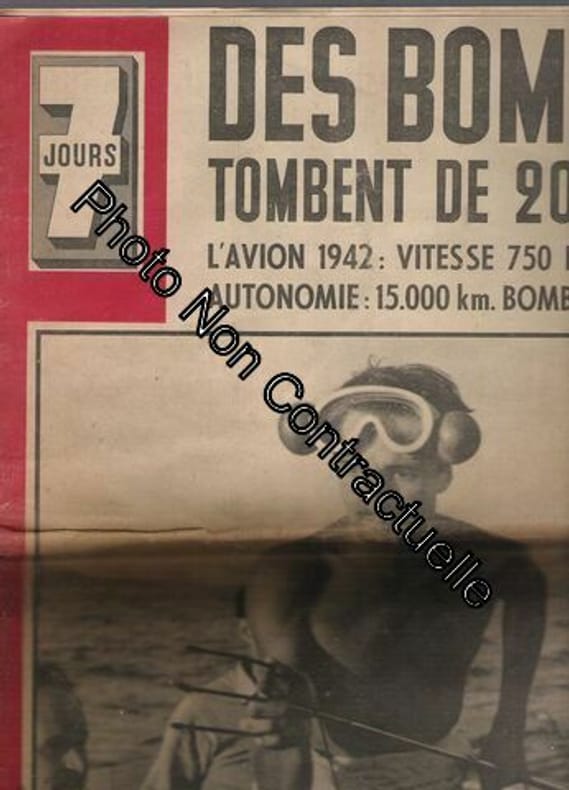 7
JOURS
DES BOM
TOMBENT DE 20
L'AVION 1942: VITESSE 750
AUTONOMIE: 15.000 km. BOMB
Photo Non Contractuelle